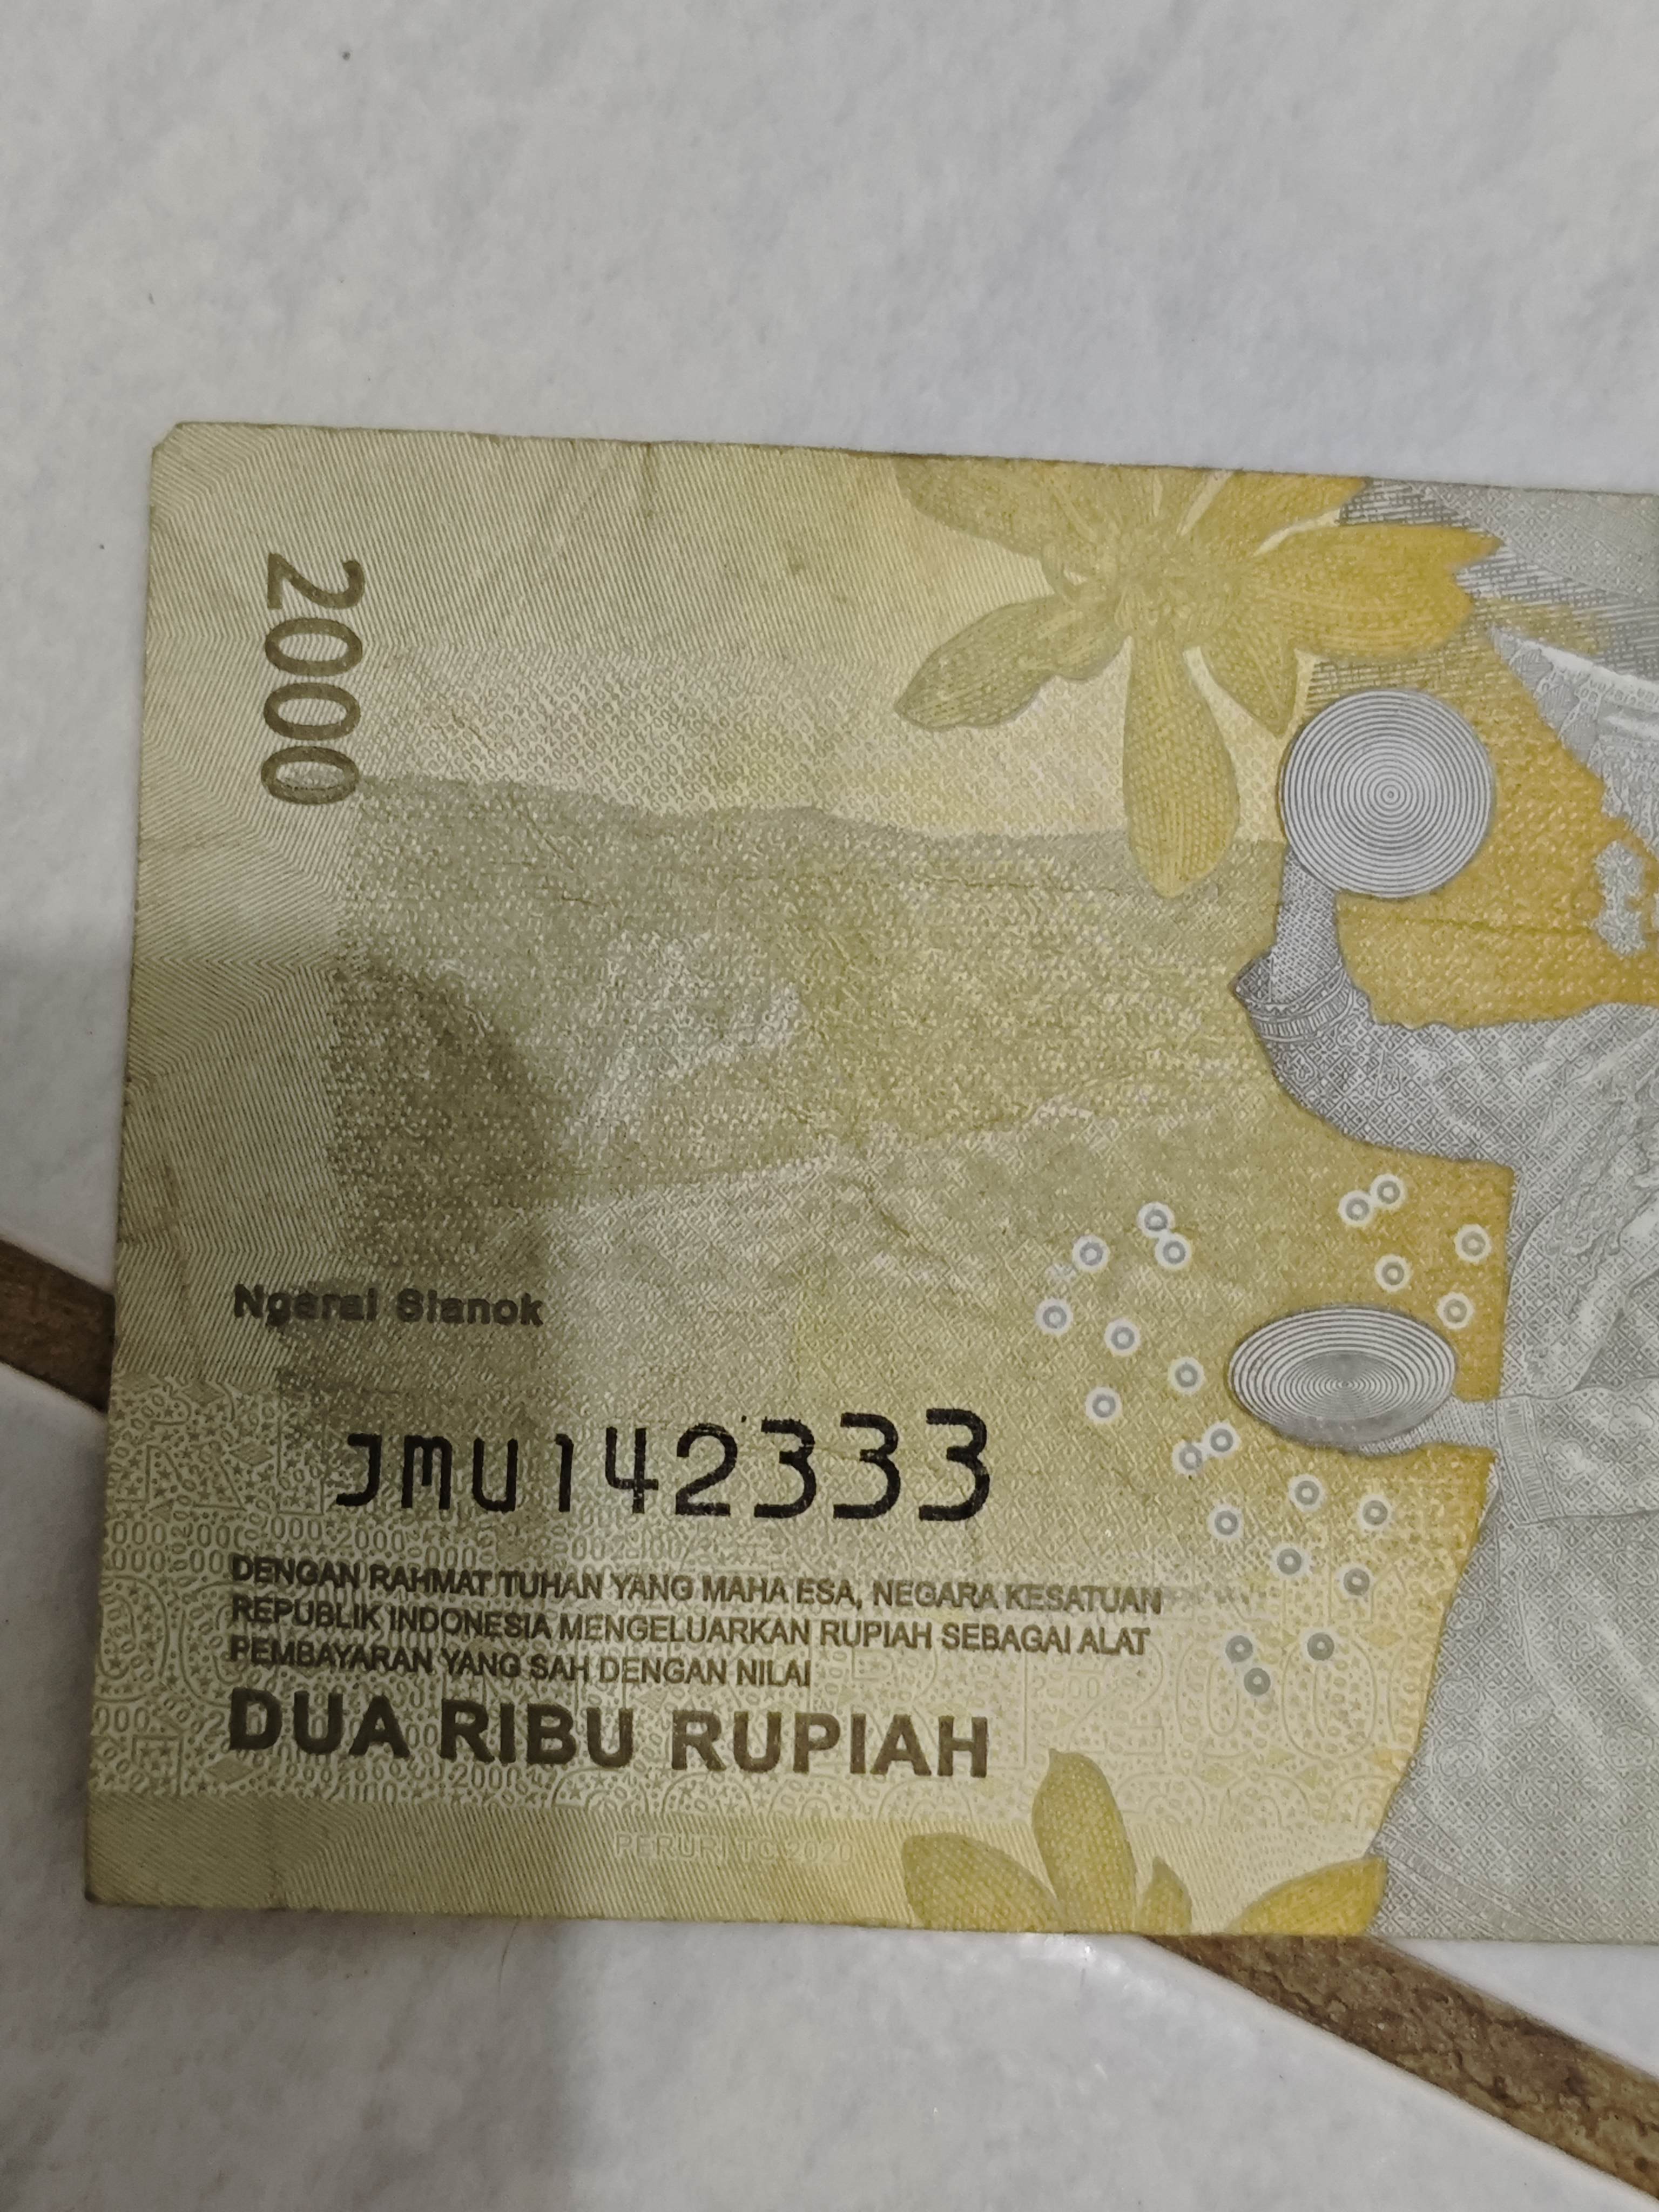 2000
Ngarai Sianok
JMU142333
DENGAN RAHMAT TUHAN YANG MAHA ESA, NEGARA KESATUAN
REPUBLIK INDONESIA MENGELUARKAN RUPIAH SEBAGAI ALAT
PEMBAYARAN YANG SAH DENGAN NILAI
DUA RIBU RUPIAH
PERURI TC 2020